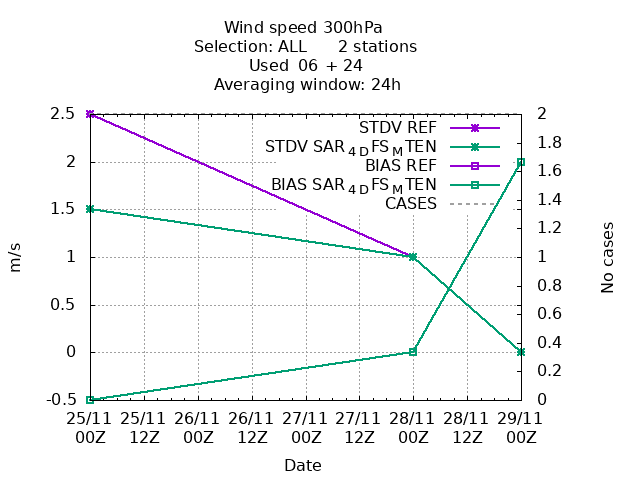 Wind speed 300hPa
Selection: ALL      2 stations
Used  06 + 24
Averaging window: 24h
2.5
2
1.5
1
0.5
0
-0.5
m/s
STDV REF
STDV SAR4DFSMTEN
BIAS REF
BIAS SAR4DFSMTEN
CASES
2
1.8
1.6
1.4
1.2
1
0.8
0.6
0.4
0.2
0
No cases
25/11 25/11 26/11 26/11 27/11 27/11 28/11 28/11 29/11
00Z 12Z 00Z 12Z 00Z 12Z 00Z 12Z 00Z
Date